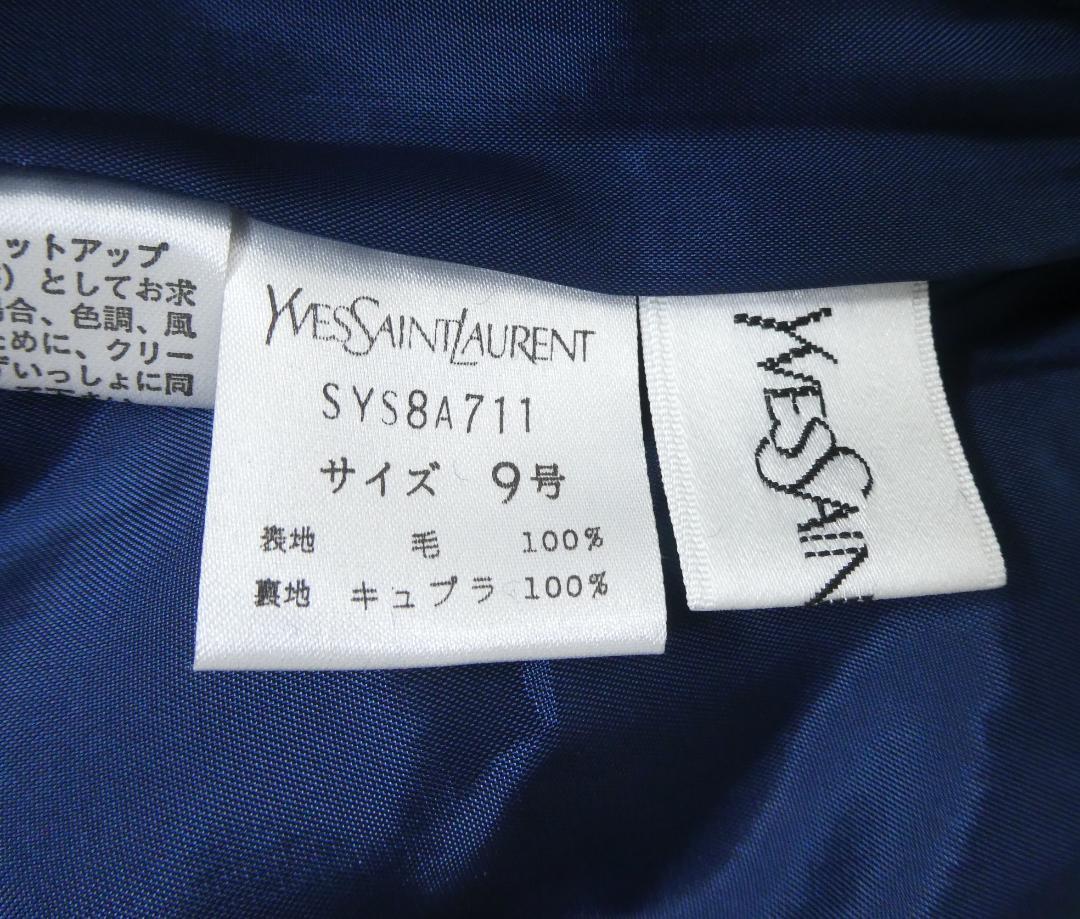 ットアップ
）としてお求
場合、色調、風
ために、クリー
いっしょに同
YVESSAINTLAURENT
SYS8A711
サイズ 9号
表地 毛 100%
裏地 キュプラ 100%
YVESSAIN